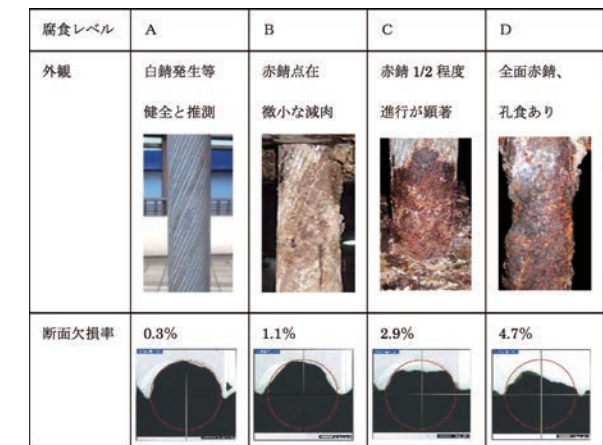 腐食レベル A B C D
外観 白錆発生等 赤錆点在 赤錆 1/2 程度 全面赤錆、
健全と推測 微小な減肉 進行が顕著 孔食あり
断面欠損率 0.3% 1.1% 2.9% 4.7%